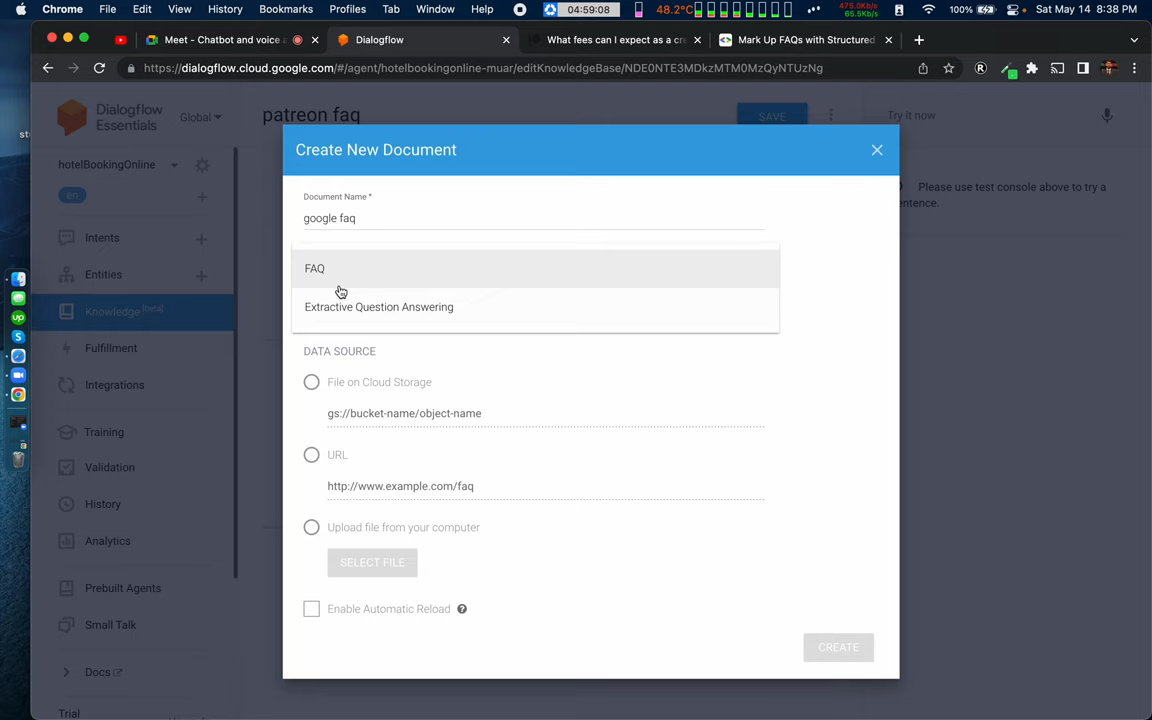 Chrome File Edit View History Bookmarks Profiles Tab Window Help 04:59:08 48.2°C 475.0Kb/s 65.5Kb/s 100% Sat May 14 8:38 PM
Meet - Chatbot and voice Dialogflow What fees can I expect as a cr Mark Up FAQs with Structured
https://dialogflow.cloud.google.com/#/agent/hotelbookingonline-muar/editKnowledgeBase/NDE0NTE3MDkzMTM0MzQyNTUzNg
Dialogflow
Essentials
Global
patreon faq
SAVE
Try it now
hotelBookingOnline
en
Intents
Entities
Knowledge [beta]
Fulfillment
Integrations
Training
Validation
History
Analytics
Prebuilt Agents
Small Talk
Docs
Trial
Create New Document
Document Name *
google faq
FAQ
Extractive Question Answering
DATA SOURCE
File on Cloud Storage
gs://bucket-name/object-name
URL
http://www.example.com/faq
Upload file from your computer
SELECT FILE
Enable Automatic Reload
CREATE
Please use test console above to try a
entence.